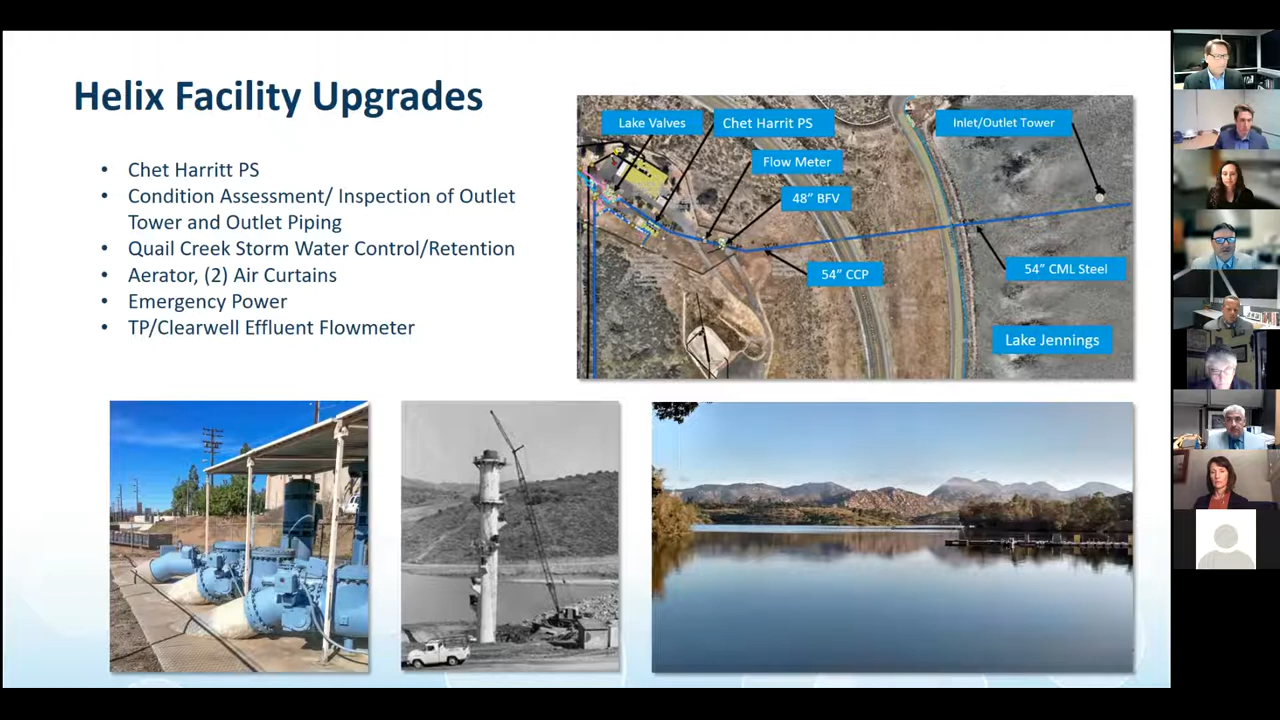 Helix Facility Upgrades
• Chet Harritt PS
• Condition Assessment/ Inspection of Outlet
Tower and Outlet Piping
• Quail Creek Storm Water Control/Retention
• Aerator, (2) Air Curtains
• Emergency Power
• TP/Clearwell Effluent Flowmeter
Lake Valves
Chet Harrit PS
Inlet/Outlet Tower
Flow Meter
48” BFV
54” CCP
54” CML Steel
Lake Jennings